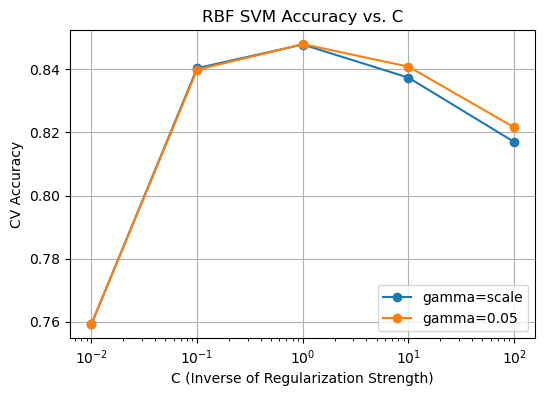 RBF SVM Accuracy vs. C
CV Accuracy
0.84
0.82
0.80
0.78
0.76
10⁻²
10⁻¹
10⁰
10¹
10²
C (Inverse of Regularization Strength)
gamma=scale
gamma=0.05